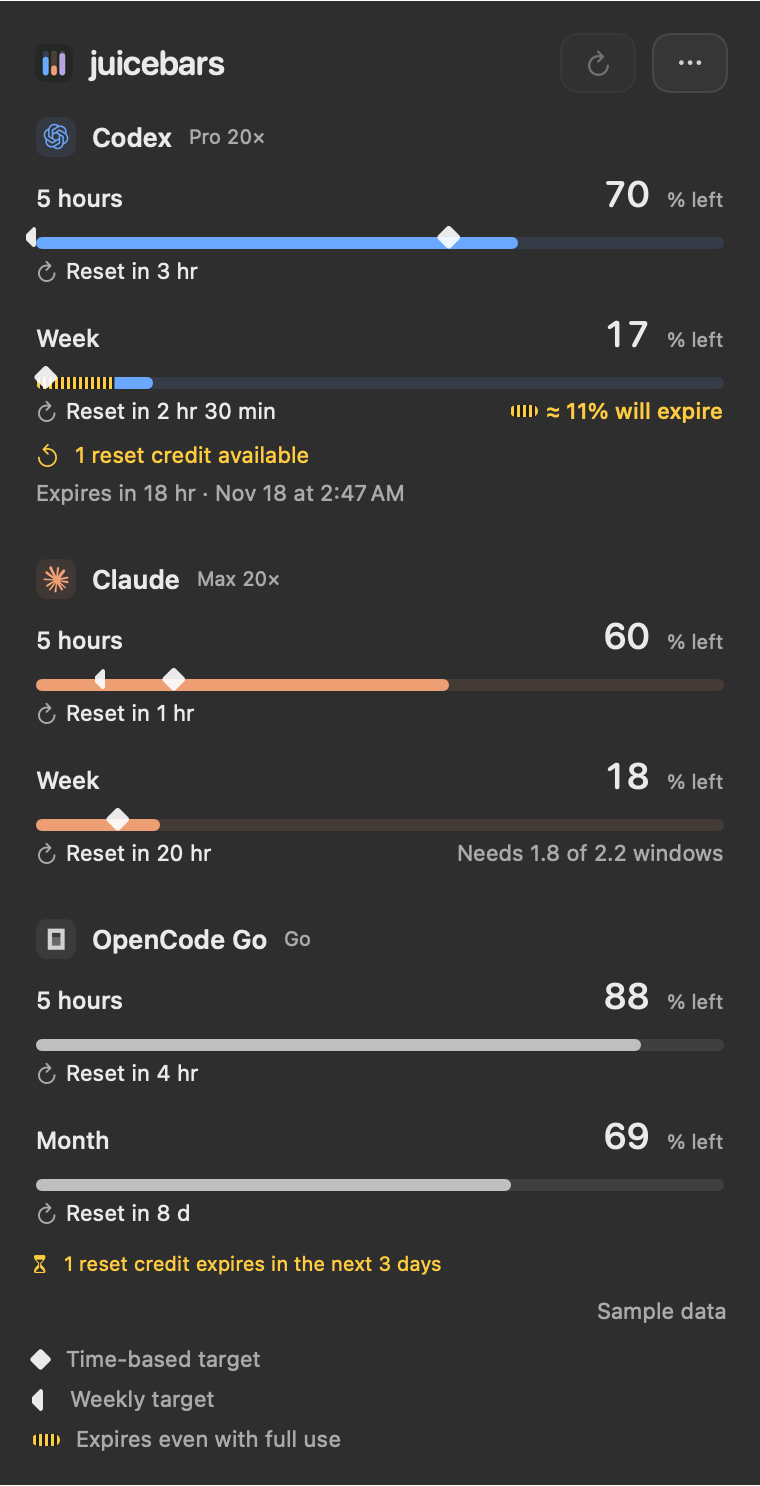 juicebars
Codex Pro 20×
5 hours 70 % left
Reset in 3 hr
Week 17 % left
Reset in 2 hr 30 min ≈ 11% will expire
1 reset credit available
Expires in 18 hr · Nov 18 at 2:47 AM
Claude Max 20×
5 hours 60 % left
Reset in 1 hr
Week 18 % left
Reset in 20 hr Needs 1.8 of 2.2 windows
OpenCode Go Go
5 hours 88 % left
Reset in 4 hr
Month 69 % left
Reset in 8 d
1 reset credit expires in the next 3 days
Sample data
Time-based target
Weekly target
Expires even with full use